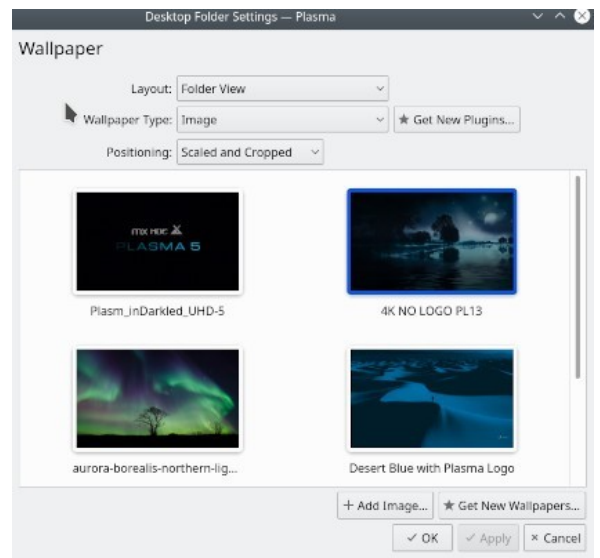 Desktop Folder Settings — Plasma
Wallpaper
Layout: Folder View
Wallpaper Type: Image ★ Get New Plugins...
Positioning: Scaled and Cropped
PLASMA 5
Plasm_inDarkled_UHD-5 4K NO LOGO PL13
aurora-borealis-northern-lig... Desert Blue with Plasma Logo
+ Add Image... ★ Get New Wallpapers...
✓ OK ✓ Apply × Cancel